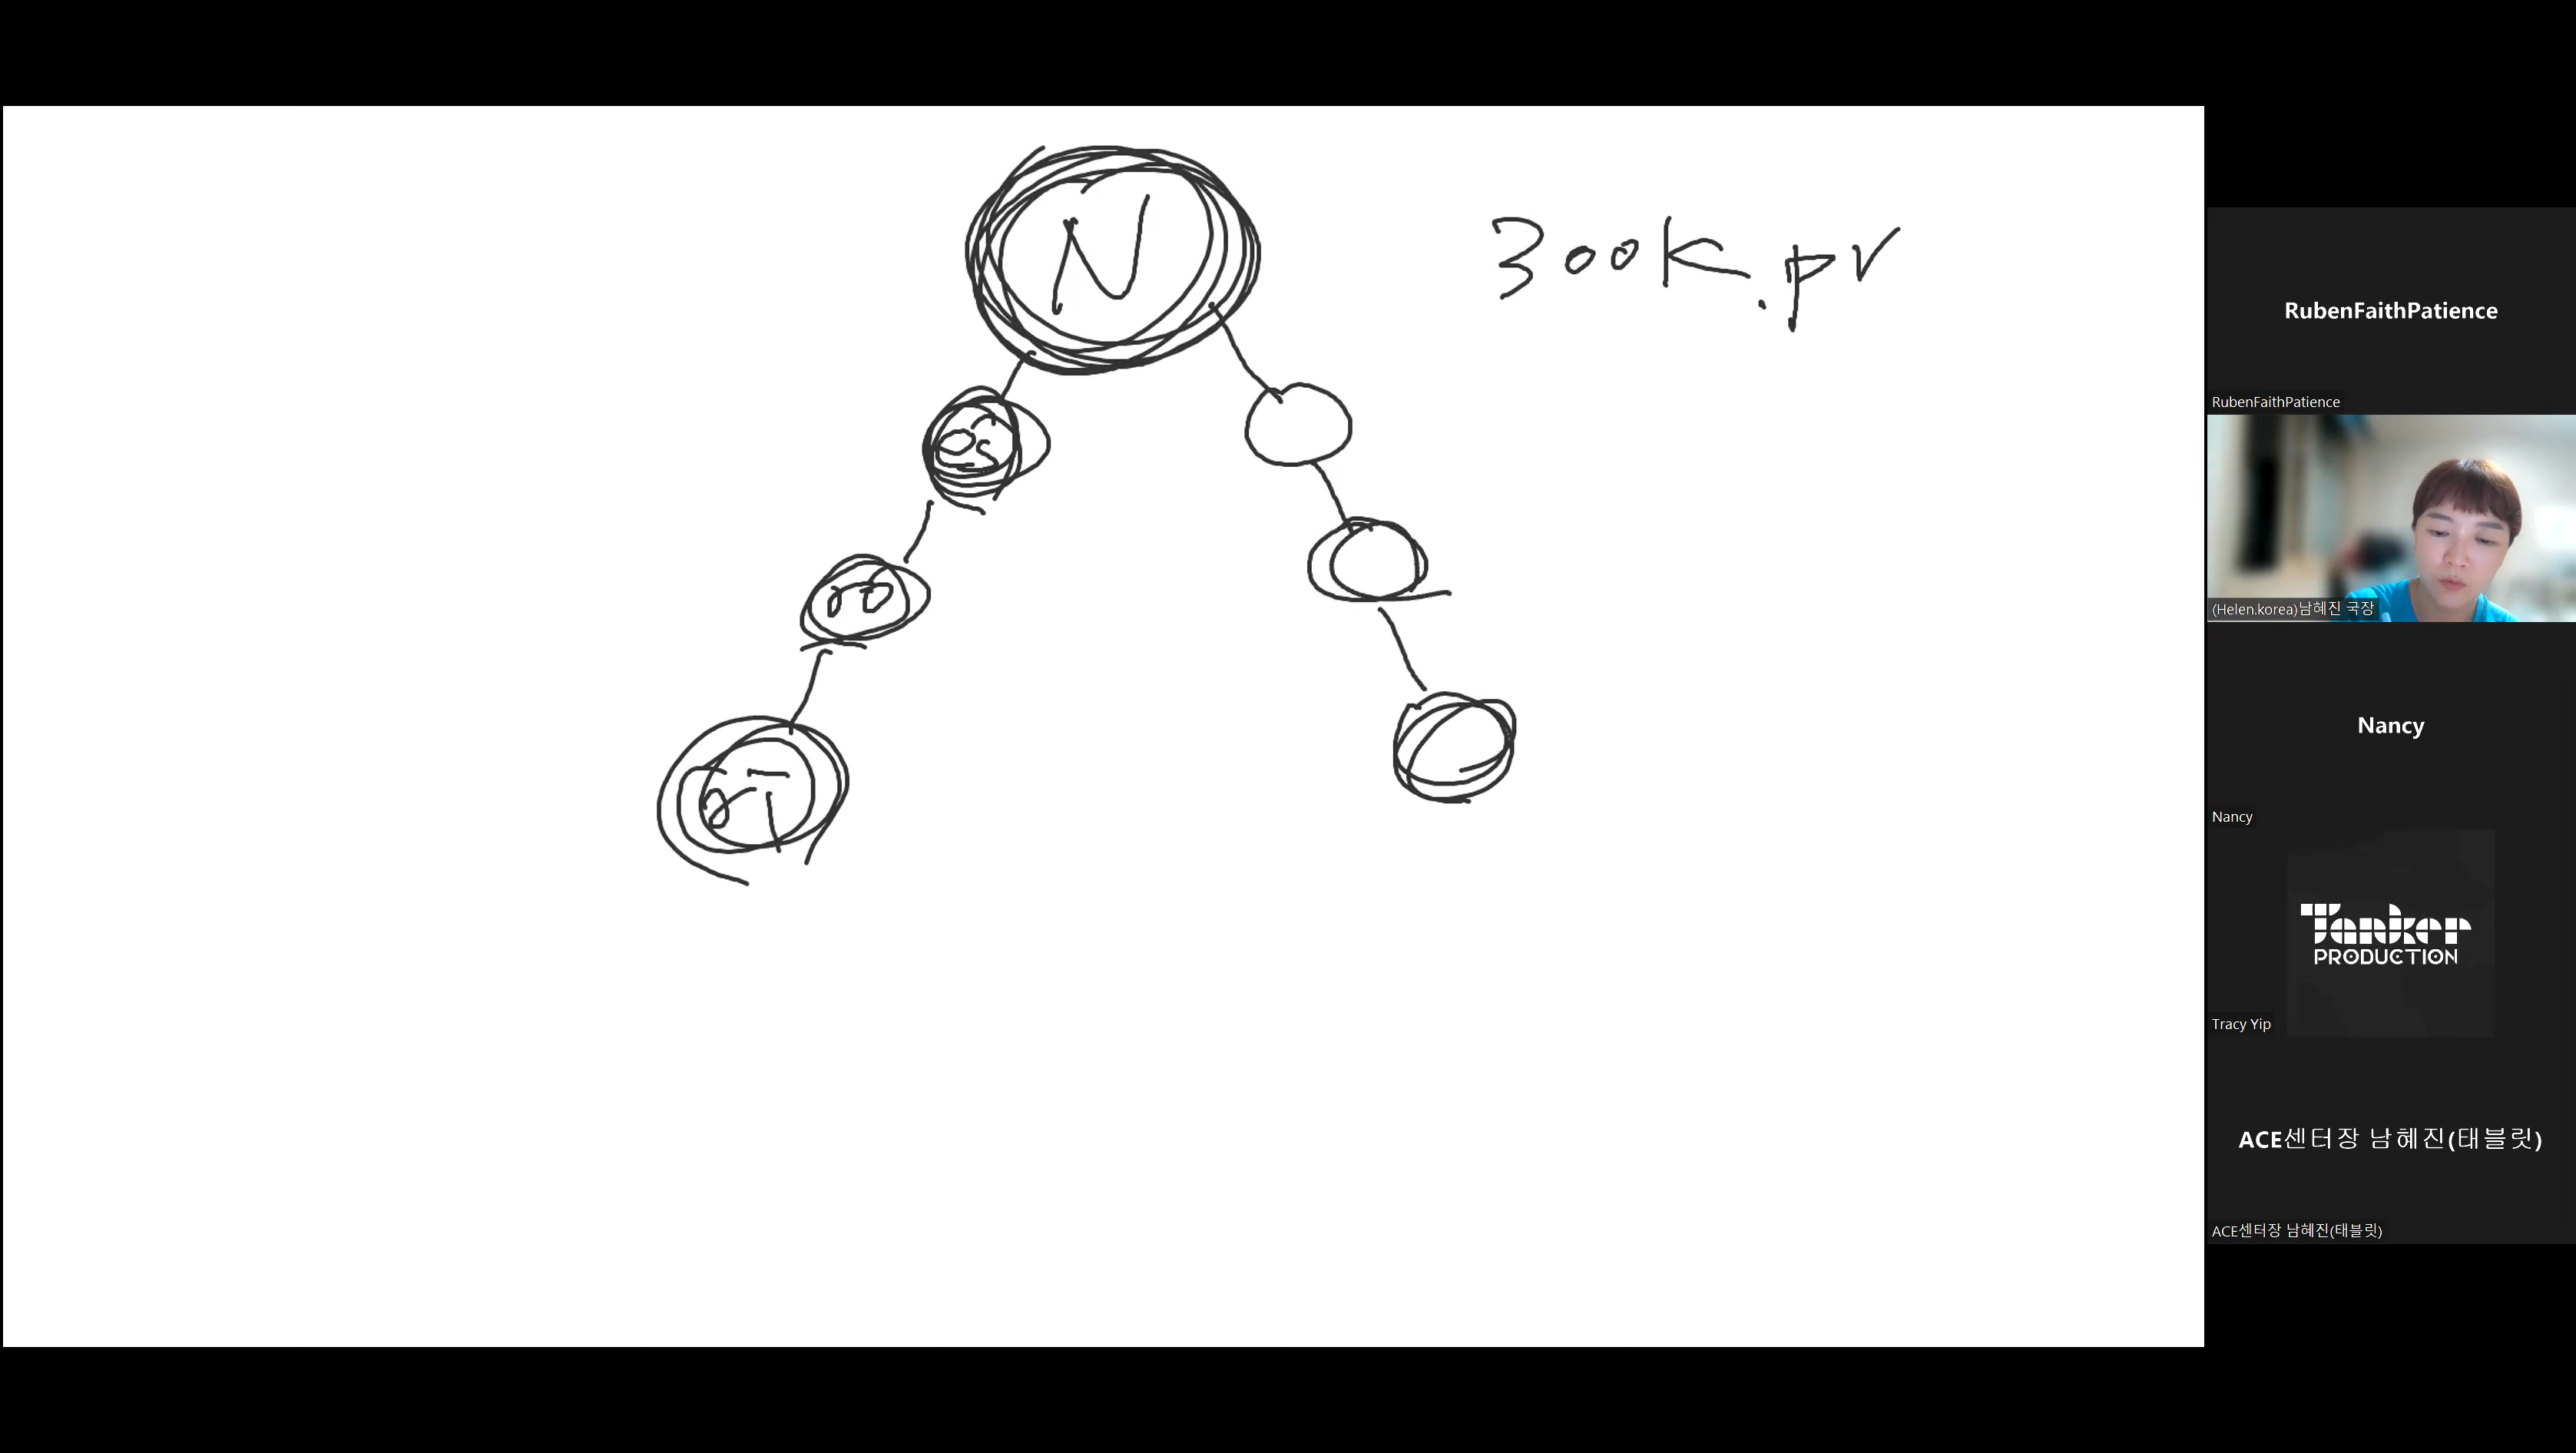 N
300K.pv
RubenFaithPatience
RubenFaithPatience
(Helen.korea)남혜진 국장
Nancy
Nancy
Tanker
PRODUCTION
Tracy Yip
ACE센터장 남혜진(태블릿)
ACE센터장 남혜진(태블릿)